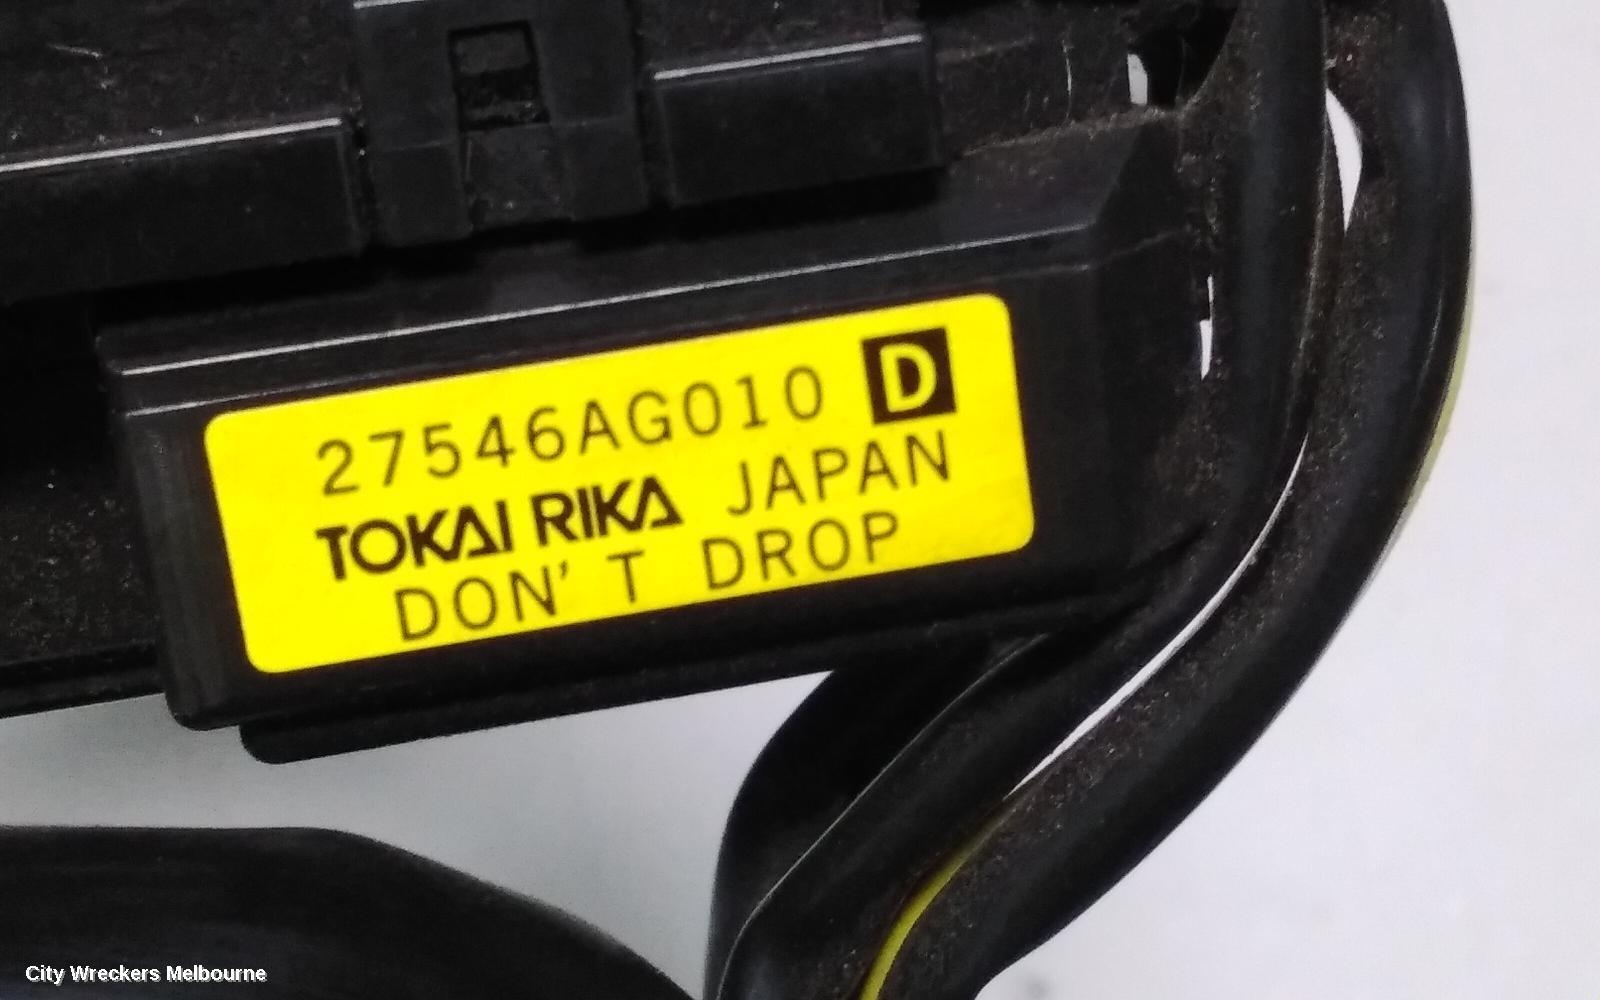 27546AG010 D
TOKAI RIKA JAPAN
DON'T DROP
City Wreckers Melbourne